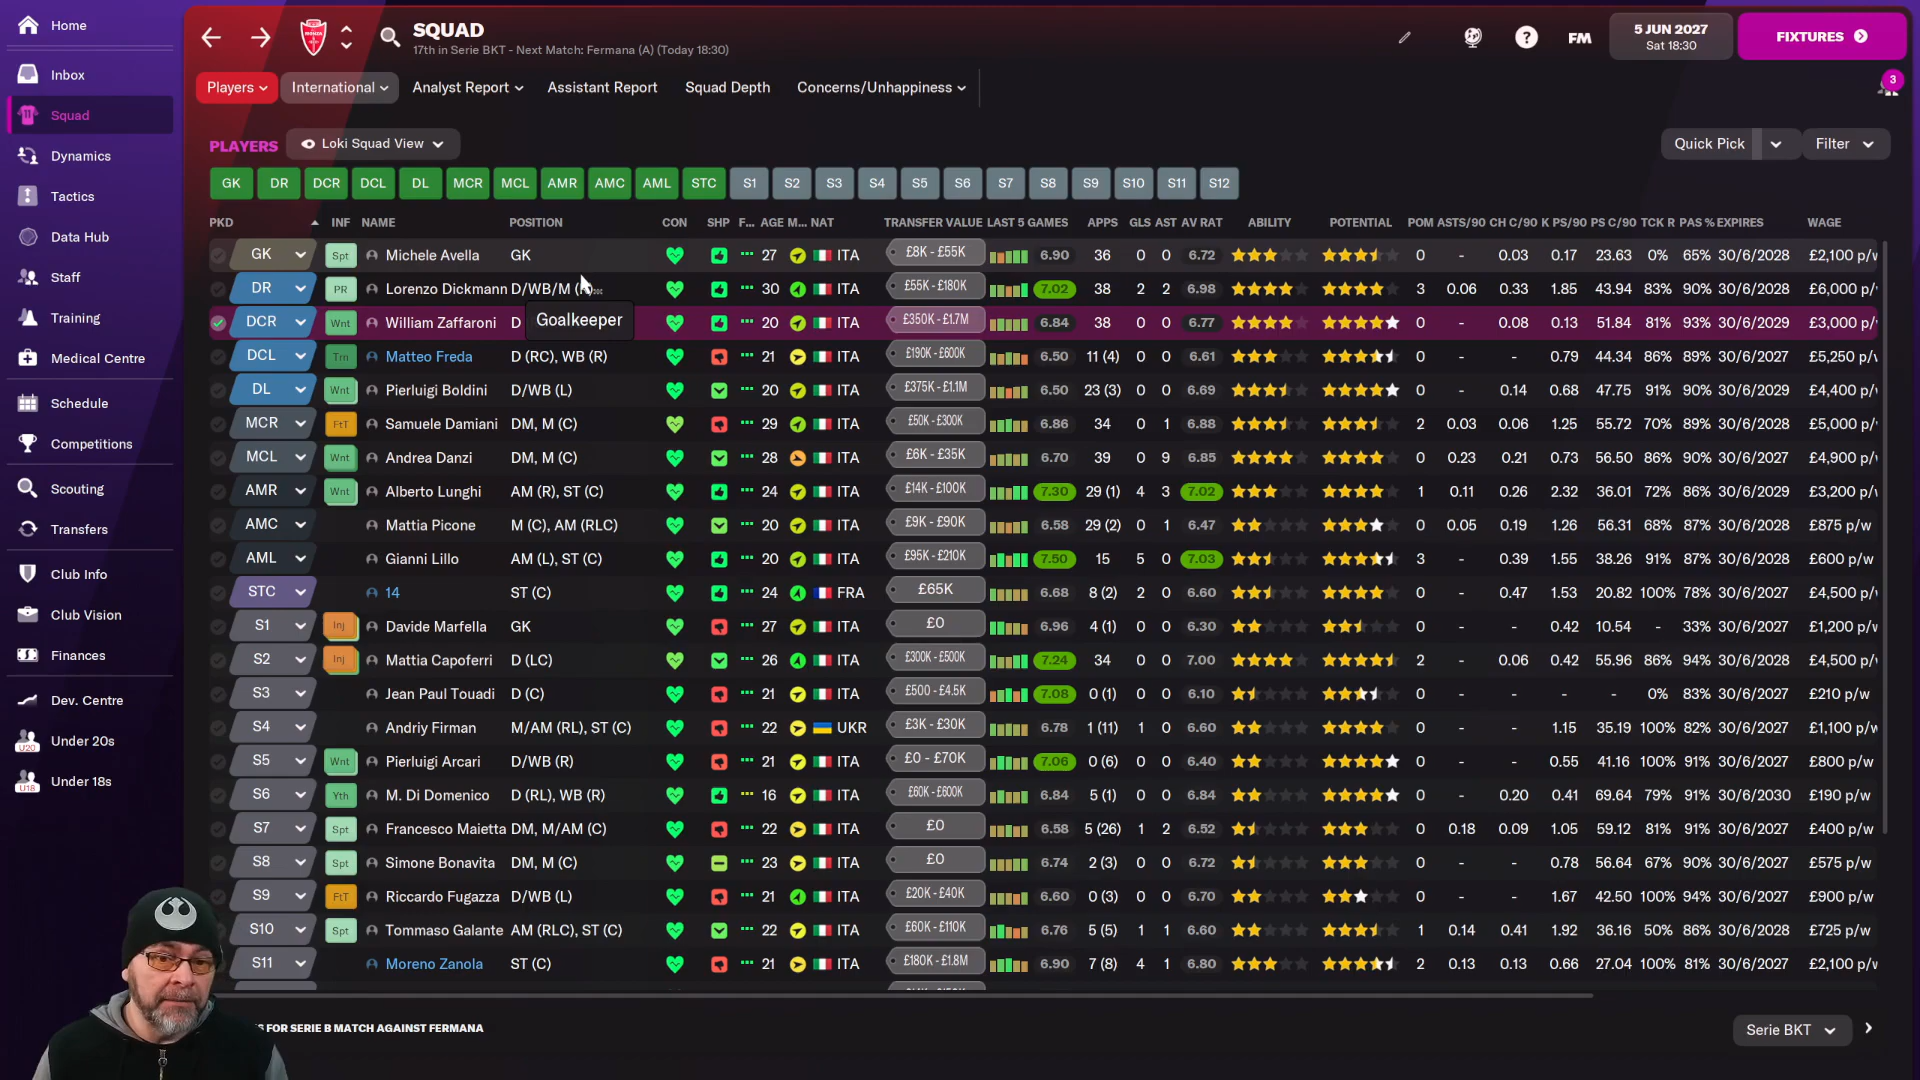 Home
Inbox
Squad
Dynamics
Tactics
Data Hub
Staff
Training
Medical Centre
Schedule
Competitions
Scouting
Transfers
Club Info
Club Vision
Finances
Dev. Centre
U20 Under 20s
U18 Under 18s
MONZA
SQUAD
17th in Serie BKT - Next Match: Fermana (A) (Today 18:30)
? FM
5 JUN 2027
Sat 18:30
FIXTURES
Players International Analyst Report Assistant Report Squad Depth Concerns/Unhappiness
3
PLAYERS Loki Squad View Quick Pick Filter
GK DR DCR DCL DL MCR MCL AMR AMC AML STC S1 S2 S3 S4 S5 S6 S7 S8 S9 S10 S11 S12
PKD INF NAME POSITION CON SHP F... AGE M... NAT TRANSFER VALUE LAST 5 GAMES APPS GLS AST AV RAT ABILITY POTENTIAL POM ASTS/90 CH C/90 K PS/90 PS C/90 TCK R PAS % EXPIRES WAGE
GK Spt Michele Avella GK 27 ITA £8K - £55K 6.90 36 0 0 6.72 0 - 0.03 0.17 23.63 0% 65% 30/6/2028 £2,100 p/w
DR PR Lorenzo Dickmann D/WB/M (R... 30 ITA £55K - £180K 7.02 38 2 2 6.98 3 0.06 0.33 1.85 43.94 83% 90% 30/6/2028 £6,000 p/w
DCR Wnt William Zaffaroni D 20 ITA £350K - £1.7M 6.84 38 0 0 6.77 0 - 0.08 0.13 51.84 81% 93% 30/6/2029 £3,000 p/w
Goalkeeper
DCL Trn Matteo Freda D (RC), WB (R) 21 ITA £190K - £600K 6.50 11 (4) 0 0 6.61 0 - - 0.79 44.34 86% 89% 30/6/2027 £5,250 p/w
DL Wnt Pierluigi Boldini D/WB (L) 20 ITA £375K - £1.1M 6.50 23 (3) 0 0 6.69 0 - 0.14 0.68 47.75 91% 90% 30/6/2029 £4,400 p/w
MCR FtT Samuele Damiani DM, M (C) 29 ITA £50K - £300K 6.86 34 0 1 6.88 2 0.03 0.06 1.25 55.72 70% 89% 30/6/2028 £5,000 p/w
MCL Wnt Andrea Danzi DM, M (C) 28 ITA £6K - £35K 6.70 39 0 9 6.85 0 0.23 0.21 0.73 56.50 86% 90% 30/6/2027 £4,900 p/w
AMR Wnt Alberto Lunghi AM (R), ST (C) 24 ITA £14K - £100K 7.30 29 (1) 4 3 7.02 1 0.11 0.26 2.32 36.01 72% 86% 30/6/2029 £3,200 p/w
AMC Mattia Picone M (C), AM (RLC) 20 ITA £9K - £90K 6.58 29 (2) 0 1 6.47 0 0.05 0.19 1.26 56.31 68% 87% 30/6/2028 £875 p/w
AML Gianni Lillo AM (L), ST (C) 20 ITA £95K - £210K 7.50 15 5 0 7.03 3 - 0.39 1.55 38.26 91% 87% 30/6/2028 £600 p/w
STC 14 ST (C) 24 FRA £65K 6.68 8 (2) 2 0 6.60 0 - 0.47 1.53 20.82 100% 78% 30/6/2027 £4,500 p/w
S1 Inj Davide Marfella GK 27 ITA £0 6.96 4 (1) 0 0 6.30 0 - - 0.42 10.54 - 33% 30/6/2027 £1,200 p/w
S2 Inj Mattia Capoferri D (LC) 26 ITA £300K - £500K 7.24 34 0 0 7.00 2 - 0.06 0.42 55.96 86% 94% 30/6/2028 £4,500 p/w
S3 Jean Paul Touadi D (C) 21 ITA £500 - £4.5K 7.08 0 (1) 0 0 6.10 0 - - - - 0% 83% 30/6/2027 £210 p/w
S4 Andriy Firman M/AM (RL), ST (C) 22 UKR £3K - £30K 6.78 1 (11) 1 0 6.60 0 - - 1.15 35.19 100% 82% 30/6/2027 £1,100 p/w
S5 Wnt Pierluigi Arcari D/WB (R) 21 ITA £0 - £70K 7.06 0 (6) 0 0 6.40 0 - - 0.55 41.16 100% 91% 30/6/2027 £800 p/w
S6 Yth M. Di Domenico D (RL), WB (R) 16 ITA £60K - £600K 6.84 5 (1) 0 0 6.84 0 - 0.20 0.41 69.64 79% 91% 30/6/2030 £190 p/w
S7 Spt Francesco Maietta DM, M/AM (C) 22 ITA £0 6.58 5 (26) 1 2 6.52 0 0.18 0.09 1.05 59.12 81% 91% 30/6/2027 £400 p/w
S8 Spt Simone Bonavita DM, M (C) 23 ITA £0 6.74 2 (3) 0 0 6.72 0 - - 0.78 56.64 67% 90% 30/6/2027 £575 p/w
S9 FtT Riccardo Fugazza D/WB (L) 21 ITA £20K - £40K 6.60 0 (3) 0 0 6.70 0 - - 1.67 42.50 100% 94% 30/6/2027 £900 p/w
S10 Spt Tommaso Galante AM (RLC), ST (C) 22 ITA £60K - £110K 6.76 5 (5) 1 1 6.60 1 0.14 0.41 1.92 36.16 50% 86% 30/6/2028 £725 p/w
S11 Moreno Zanola ST (C) 21 ITA £180K - £1.8M 6.90 7 (8) 4 1 6.80 2 0.13 0.13 0.66 27.04 100% 81% 30/6/2027 £2,100 p/w
S FOR SERIE B MATCH AGAINST FERMANA
Serie BKT